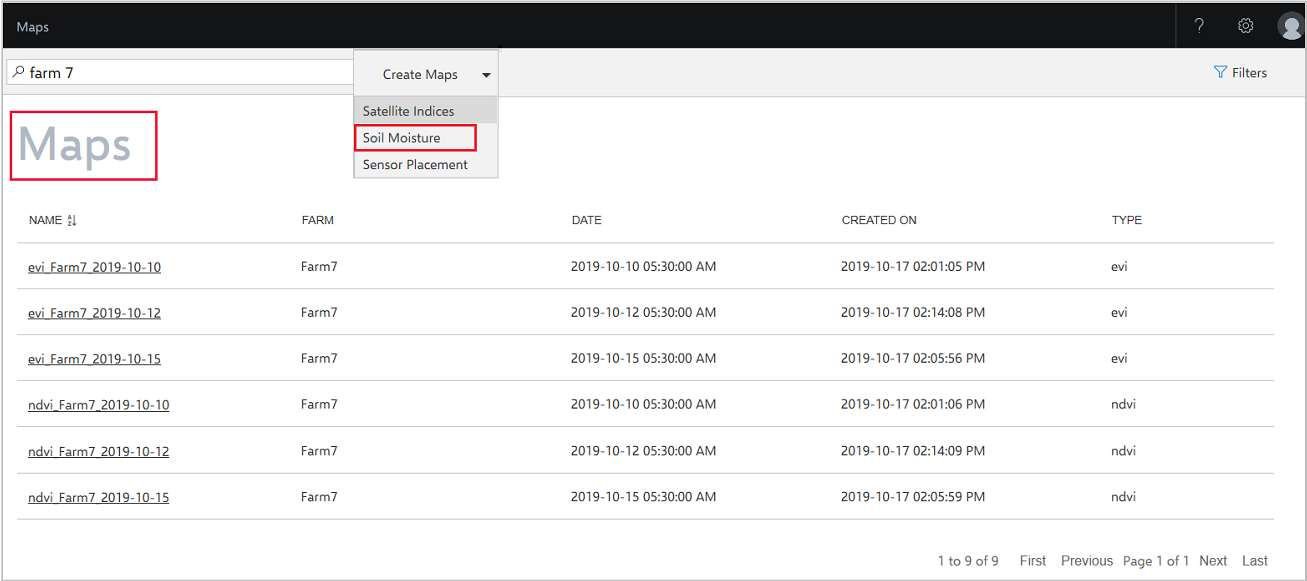 Maps
farm 7
Create Maps
Filters
Satellite Indices
Soil Moisture
Sensor Placement
Maps
NAME FARM DATE CREATED ON TYPE
evi_Farm7_2019-10-10 Farm7 2019-10-10 05:30:00 AM 2019-10-17 02:01:05 PM evi
evi_Farm7_2019-10-12 Farm7 2019-10-12 05:30:00 AM 2019-10-17 02:14:08 PM evi
evi_Farm7_2019-10-15 Farm7 2019-10-15 05:30:00 AM 2019-10-17 02:05:56 PM evi
ndvi_Farm7_2019-10-10 Farm7 2019-10-10 05:30:00 AM 2019-10-17 02:01:06 PM ndvi
ndvi_Farm7_2019-10-12 Farm7 2019-10-12 05:30:00 AM 2019-10-17 02:14:09 PM ndvi
ndvi_Farm7_2019-10-15 Farm7 2019-10-15 05:30:00 AM 2019-10-17 02:05:59 PM ndvi
1 to 9 of 9 First Previous Page 1 of 1 Next Last